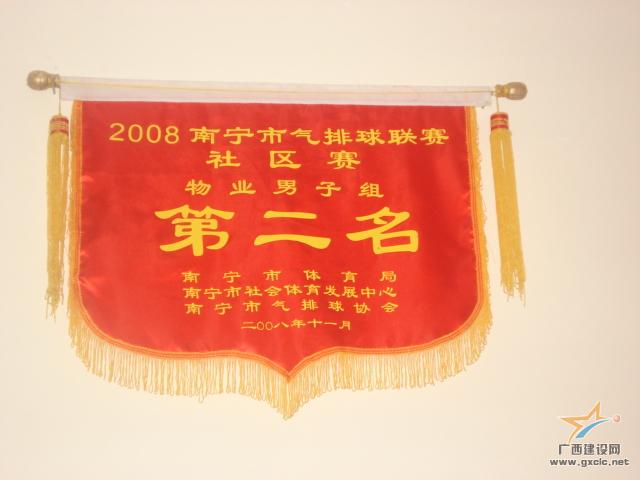 2008南宁市气排球联赛
社区赛
物业男子组
第二名
南宁市体育局
南宁市社会体育发展中心
南宁市气排球协会
二00八年十一月
广西建设网
www.gxcic.net